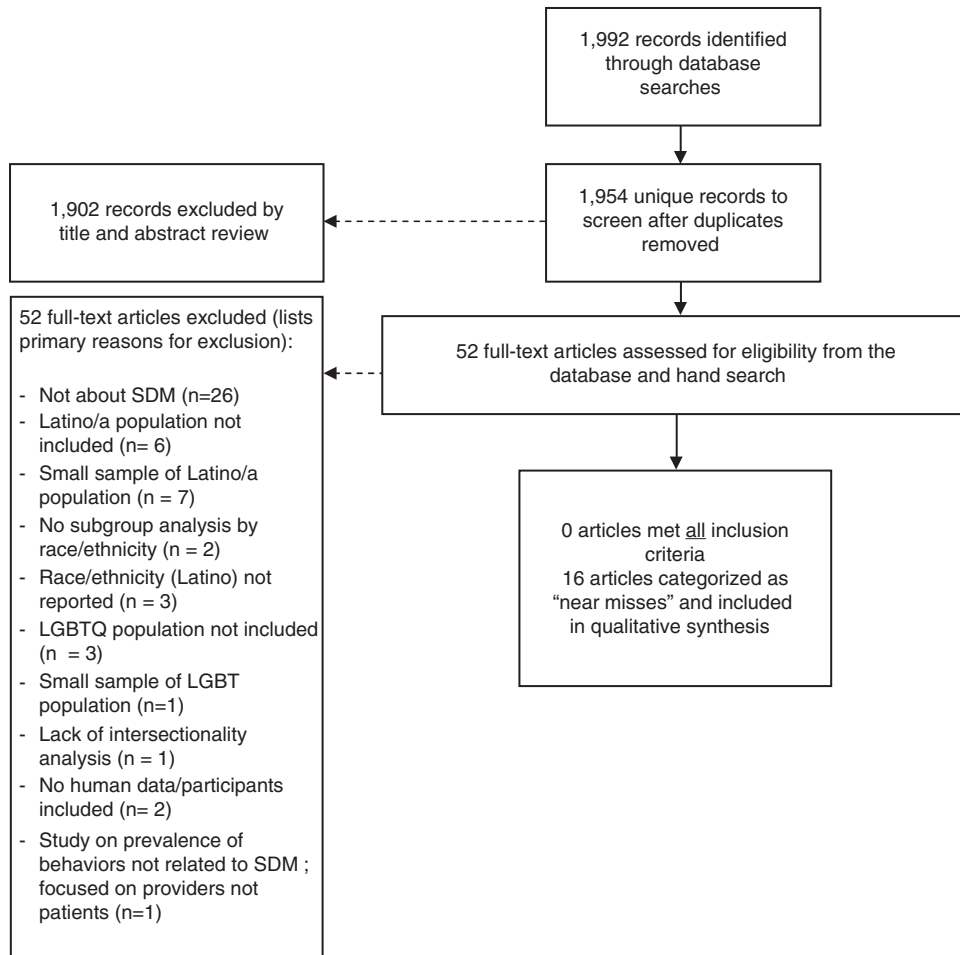 1,992 records identified
through database
searches
1,954 unique records to
screen after duplicates
removed
1,902 records excluded by
title and abstract review
52 full-text articles assessed for eligibility from the
database and hand search
52 full-text articles excluded (lists
primary reasons for exclusion):
- Not about SDM (n=26)
- Latino/a population not
included (n= 6)
- Small sample of Latino/a
population (n = 7)
- No subgroup analysis by
race/ethnicity (n = 2)
- Race/ethnicity (Latino) not
reported (n = 3)
- LGBTQ population not included
(n = 3)
- Small sample of LGBT
population (n=1)
- Lack of intersectionality
analysis (n = 1)
- No human data/participants
included (n= 2)
- Study on prevalence of
behaviors not related to SDM ;
focused on providers not
patients (n=1)
0 articles met all inclusion
criteria
16 articles categorized as
“near misses” and included
in qualitative synthesis